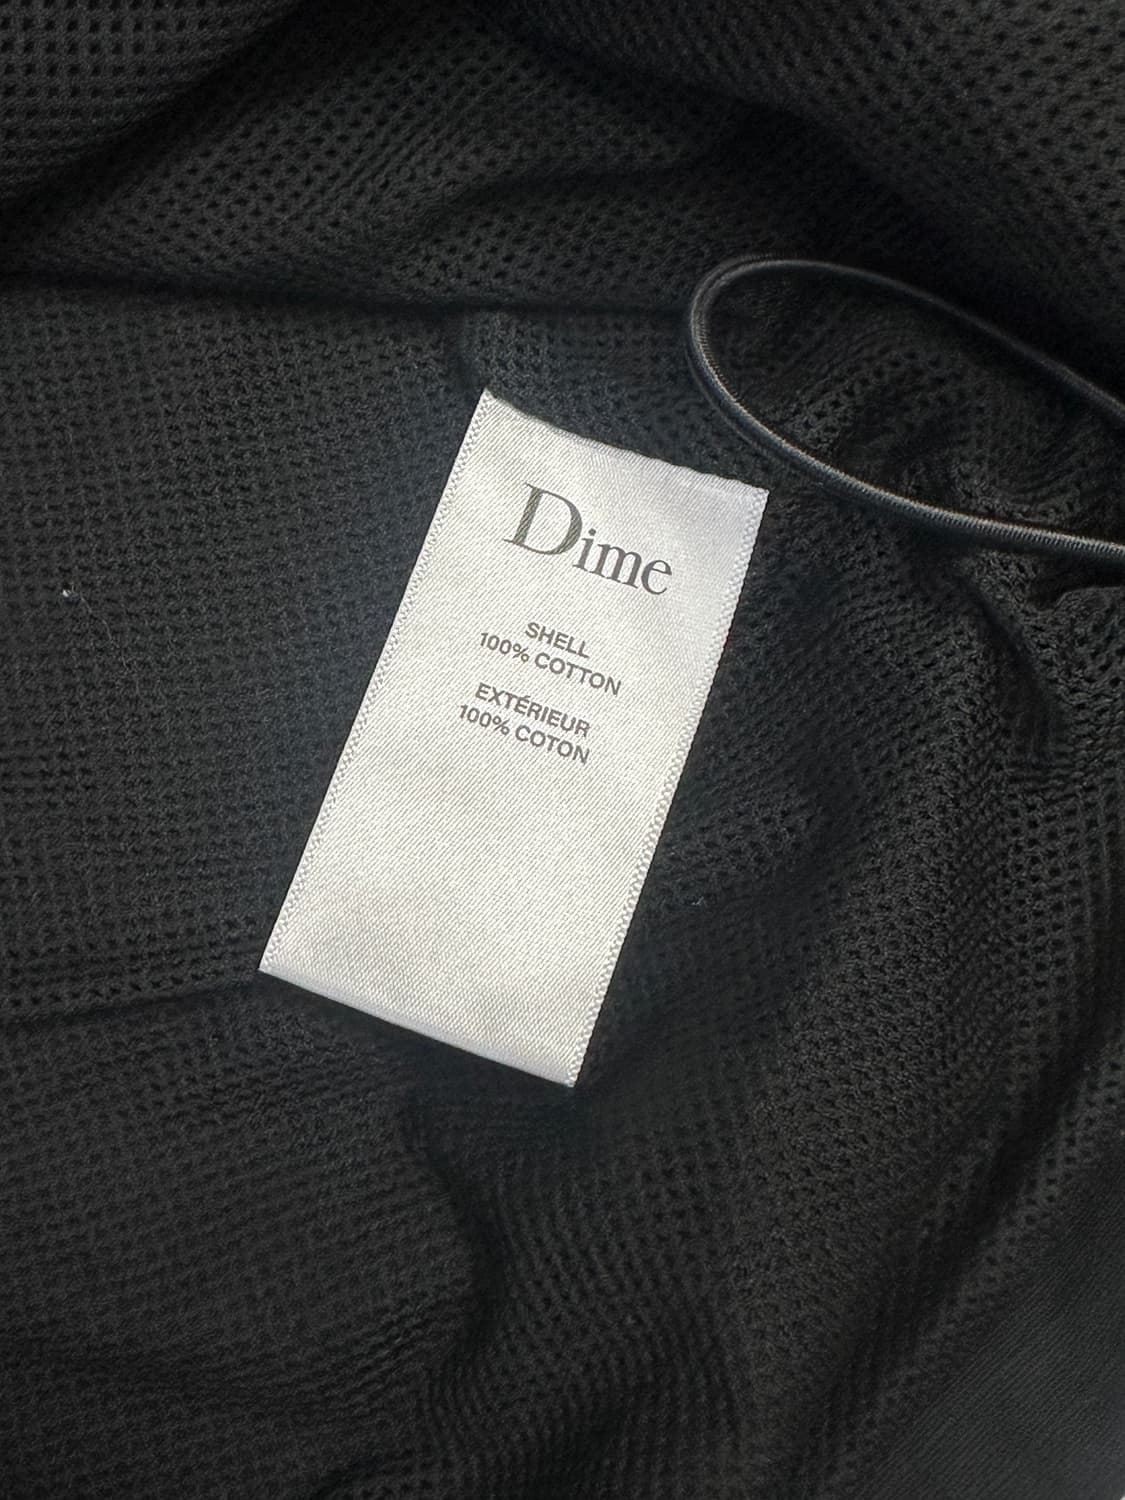 Dime
SHELL
100% COTTON
EXTÉRIEUR
100% COTON